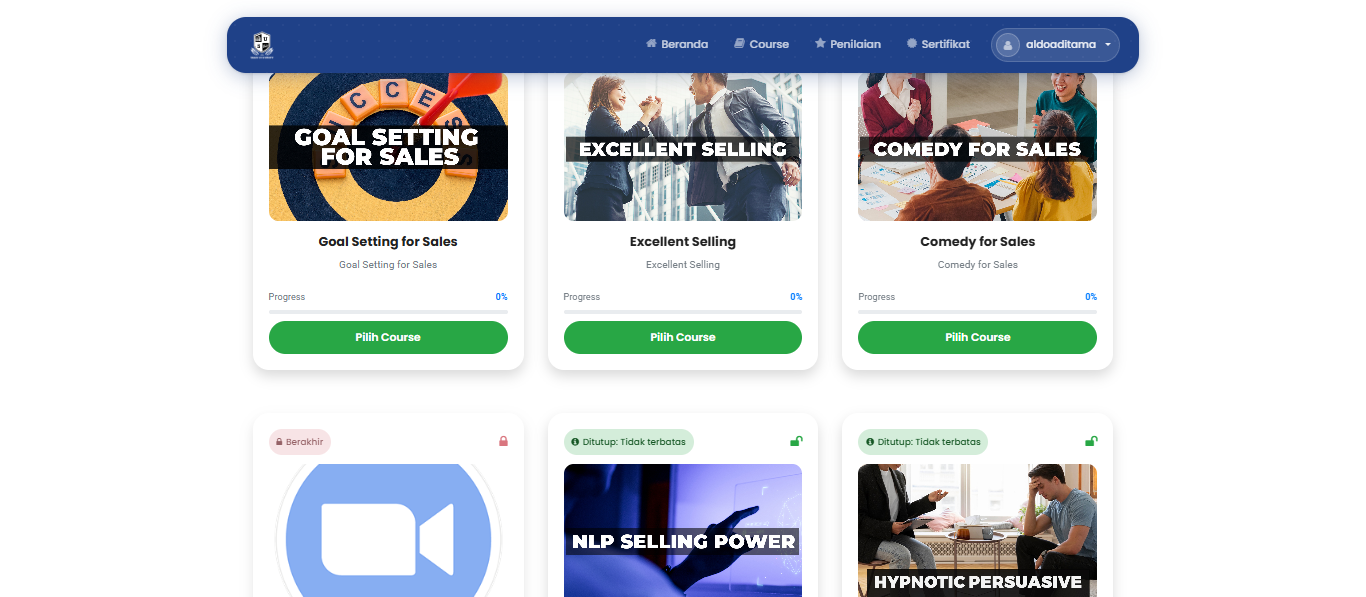 Beranda
Course
Penilaian
Sertifikat
aldoaditama
GOAL SETTING
FOR SALES
EXCELLENT SELLING
COMEDY FOR SALES
Goal Setting for Sales
Excellent Selling
Comedy for Sales
Goal Setting for Sales
Excellent Selling
Comedy for Sales
Progress 0%
Progress 0%
Progress 0%
Pilih Course
Pilih Course
Pilih Course
Berakhir
Ditutup: Tidak terbatas
Ditutup: Tidak terbatas
NLP SELLING POWER
HYPNOTIC PERSUASIVE